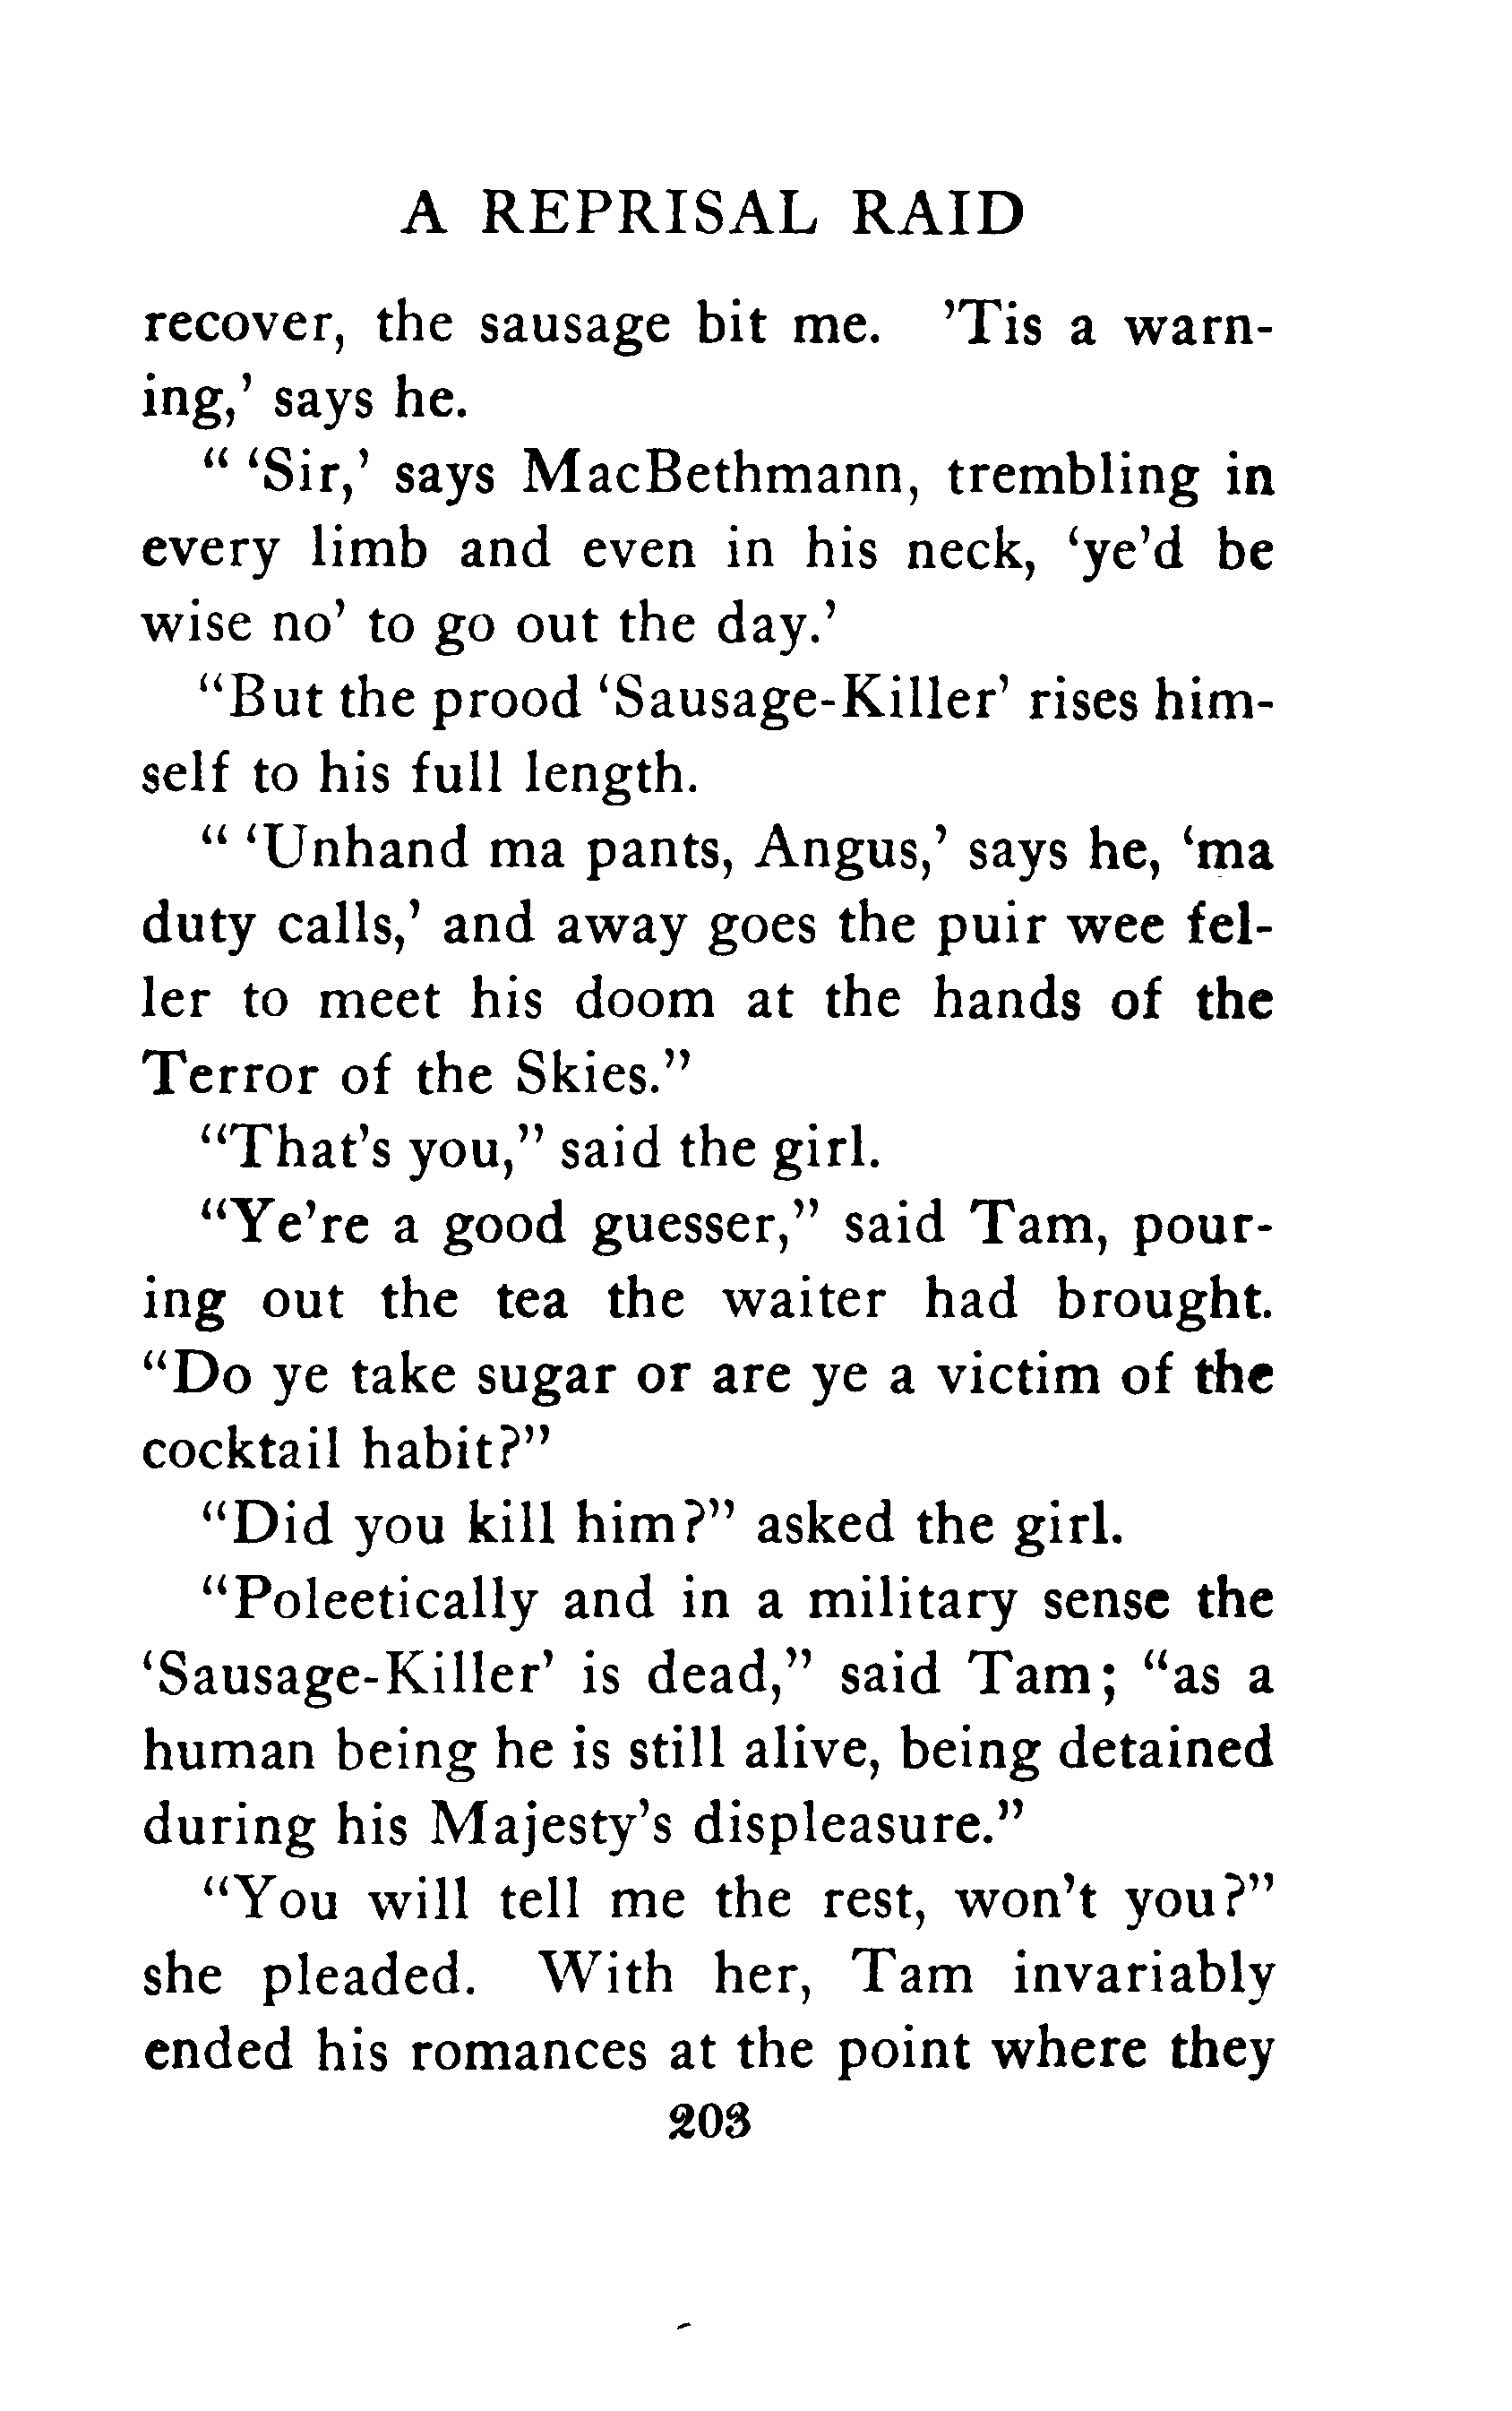 A REPRISAL RAID
recover, the sausage bit me. 'Tis a warn-
ing,' says he.
" 'Sir,' says MacBethmann, trembling in
every limb and even in his neck, 'ye'd be
wise no' to go out the day.'
"But the prood 'Sausage-Killer' rises him-
self to his full length.
" 'Unhand ma pants, Angus,' says he, 'ma
duty calls,' and away goes the puir wee fel-
ler to meet his doom at the hands of the
Terror of the Skies."
"That's you," said the girl.
"Ye're a good guesser," said Tam, pour-
ing out the tea the waiter had brought.
"Do ye take sugar or are ye a victim of the
cocktail habit?"
"Did you kill him?" asked the girl.
"Poleetically and in a military sense the
'Sausage-Killer' is dead," said Tam; "as a
human being he is still alive, being detained
during his Majesty's displeasure."
"You will tell me the rest, won't you?"
she pleaded. With her, Tam invariably
ended his romances at the point where they
203